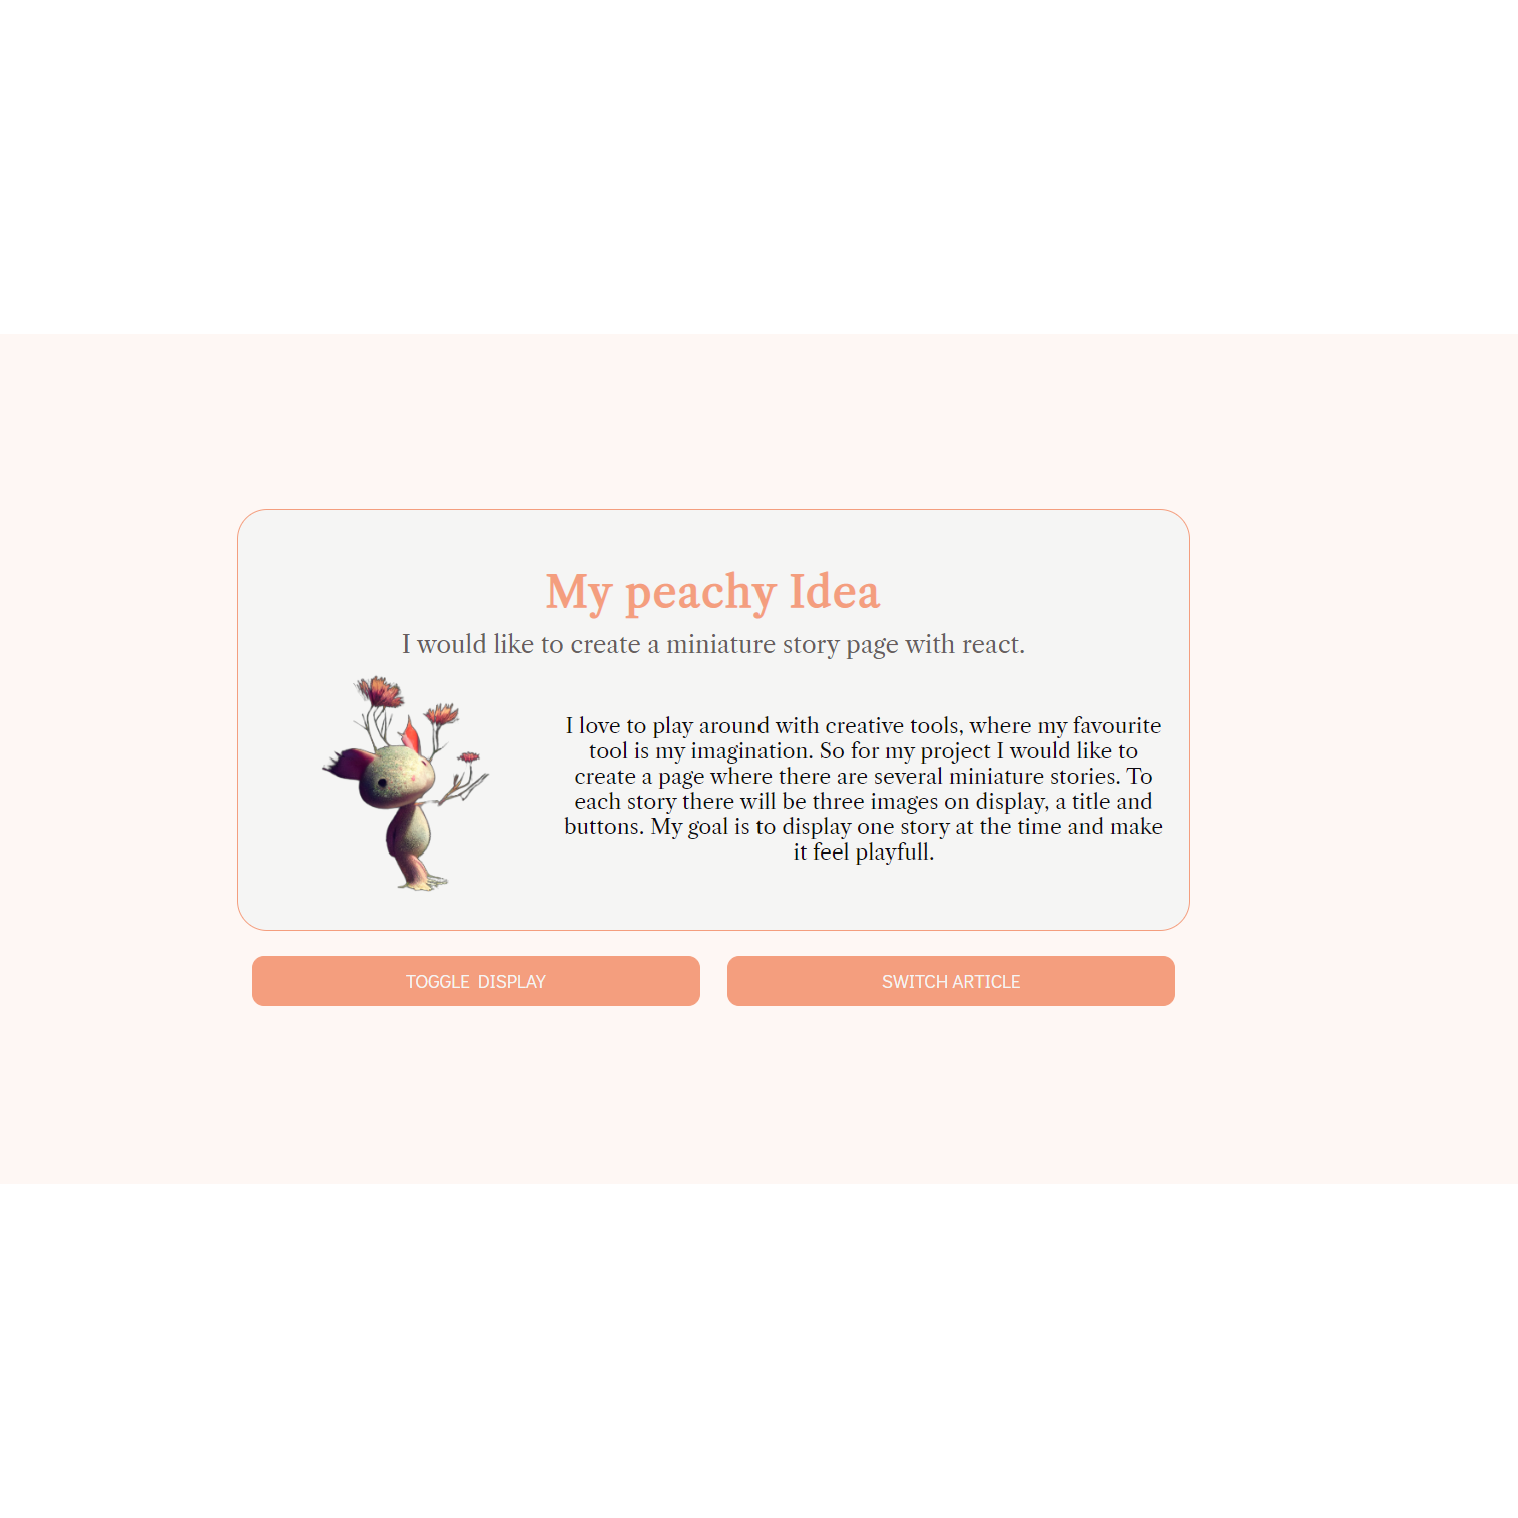 My peachy Idea
I would like to create a miniature story page with react.
I love to play around with creative tools, where my favourite
tool is my imagination. So for my project I would like to
create a page where there are several miniature stories. To
each story there will be three images on display, a title and
buttons. My goal is to display one story at the time and make
it feel playfull.
TOGGLE DISPLAY
SWITCH ARTICLE